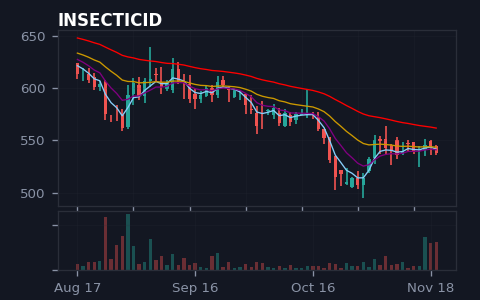 INSECTICID
650
600
550
500
Aug 17
Sep 16
Oct 16
Nov 18